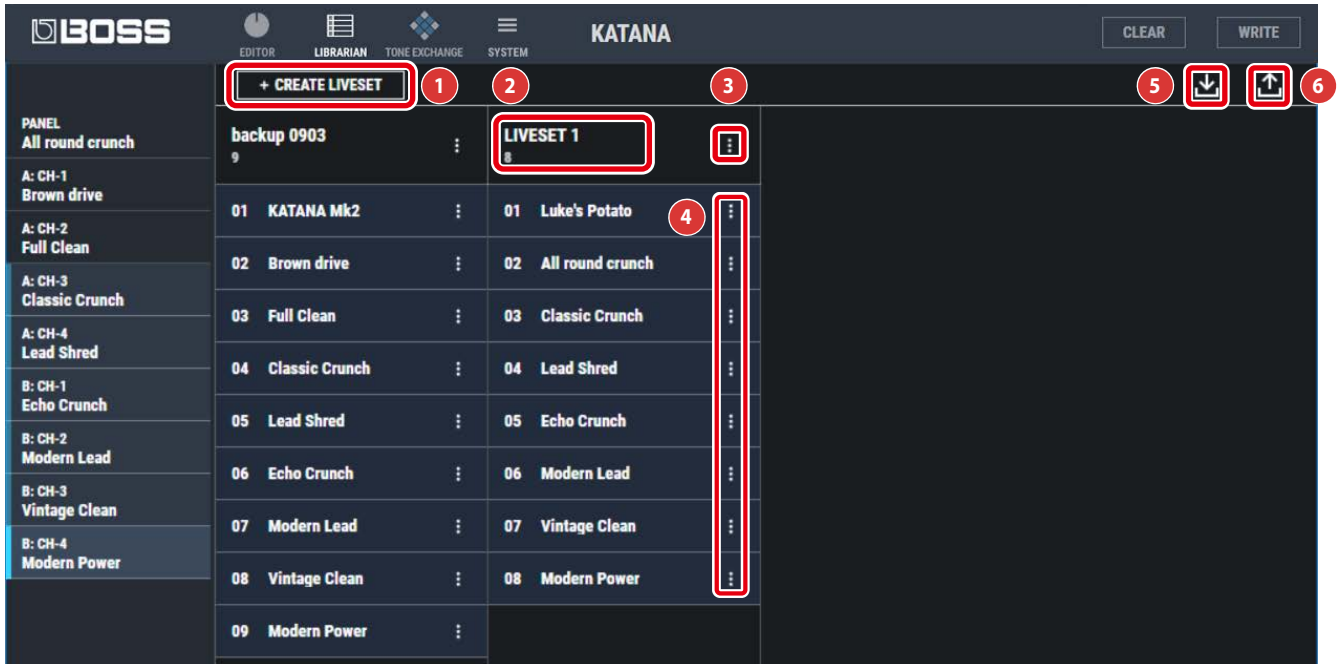 BOSS
EDITOR
LIBRARIAN
TONE EXCHANGE
SYSTEM
KATANA
CLEAR
WRITE
+ CREATE LIVESET
1
2
3
5
6
PANEL
All round crunch
A: CH-1
Brown drive
A: CH-2
Full Clean
A: CH-3
Classic Crunch
A: CH-4
Lead Shred
B: CH-1
Echo Crunch
B: CH-2
Modern Lead
B: CH-3
Vintage Clean
B: CH-4
Modern Power
backup 0903
9
01 KATANA Mk2
02 Brown drive
03 Full Clean
04 Classic Crunch
05 Lead Shred
06 Echo Crunch
07 Modern Lead
08 Vintage Clean
09 Modern Power
LIVESET 1
8
4
01 Luke's Potato
02 All round crunch
03 Classic Crunch
04 Lead Shred
05 Echo Crunch
06 Modern Lead
07 Vintage Clean
08 Modern Power